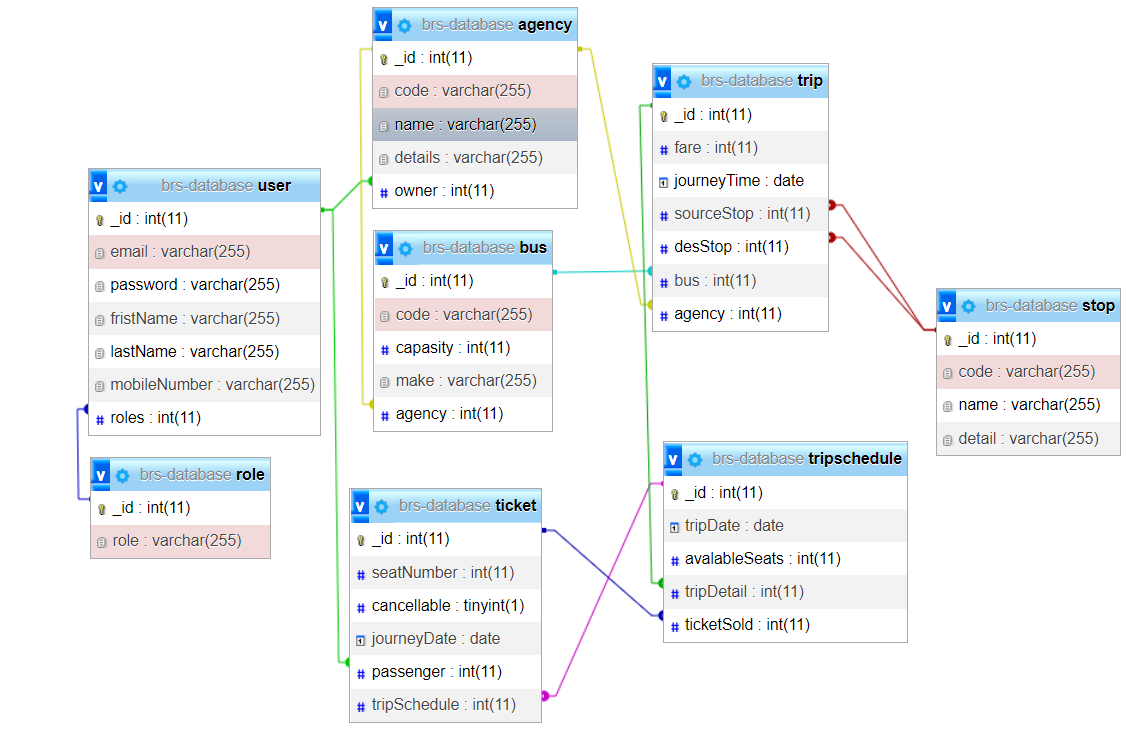 v brs-database agency
_id : int(11)
code : varchar(255)
name : varchar(255)
details : varchar(255)
# owner : int(11)
v brs-database trip
_id : int(11)
# fare : int(11)
journeyTime : date
# sourceStop : int(11)
# desStop : int(11)
# bus : int(11)
# agency : int(11)
v brs-database user
_id : int(11)
email : varchar(255)
password : varchar(255)
fristName : varchar(255)
lastName : varchar(255)
mobileNumber : varchar(255)
# roles : int(11)
v brs-database bus
_id : int(11)
code : varchar(255)
# capasity : int(11)
make : varchar(255)
# agency : int(11)
v brs-database stop
_id : int(11)
code : varchar(255)
name : varchar(255)
detail : varchar(255)
v brs-database role
_id : int(11)
role : varchar(255)
v brs-database ticket
_id : int(11)
# seatNumber : int(11)
# cancellable : tinyint(1)
journeyDate : date
# passenger : int(11)
# tripSchedule : int(11)
v brs-database tripschedule
_id : int(11)
tripDate : date
# avalableSeats : int(11)
# tripDetail : int(11)
# ticketSold : int(11)